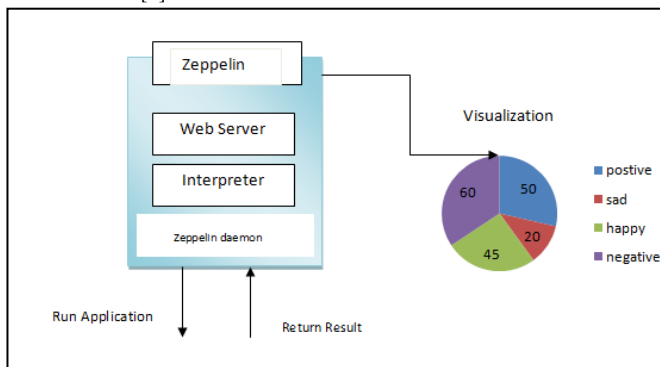 Zeppelin
Web Server
Interpreter
Zeppelin daemon
Run Application
Return Result
Visualization
50
20
45
60
postive
sad
happy
negative